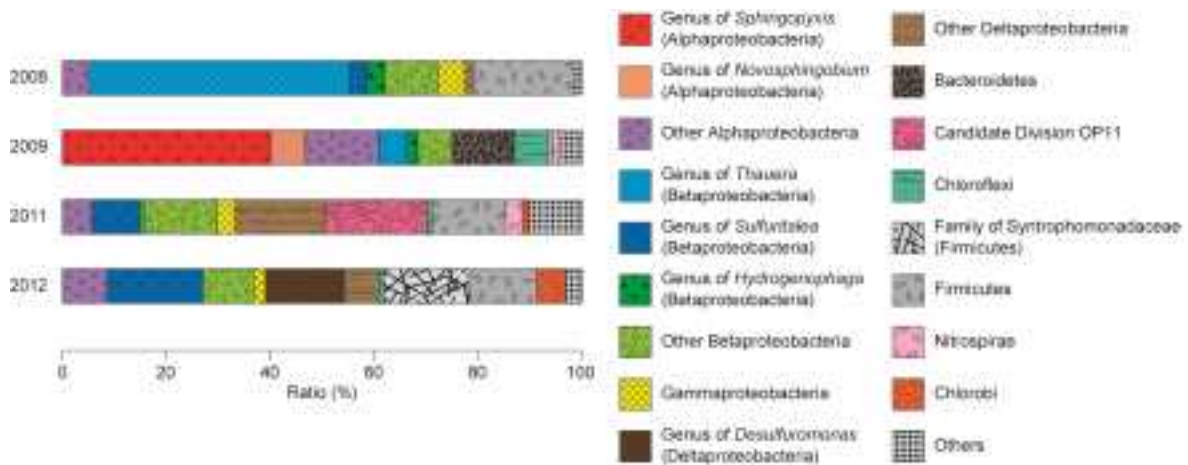 2008
2009
2011
2012
0 20 40 60 80 100
Ratio (%)
Genus of Sphingopyxis
(Alphaproteobacteria)
Genus of Novosphingobium
(Alphaproteobacteria)
Other Alphaproteobacteria
Genus of Thauera
(Betaproteobacteria)
Genus of Sulfuritalea
(Betaproteobacteria)
Genus of Hydrogenophaga
(Betaproteobacteria)
Other Betaproteobacteria
Gammaproteobacteria
Genus of Desulfuromonas
(Deltaproteobacteria)
Other Deltaproteobacteria
Bacteroidetes
Candidate Division OP11
Chloroflexi
Family of Syntrophomonadaceae
(Firmicutes)
Firmicutes
Nitrospirae
Chlorobi
Others